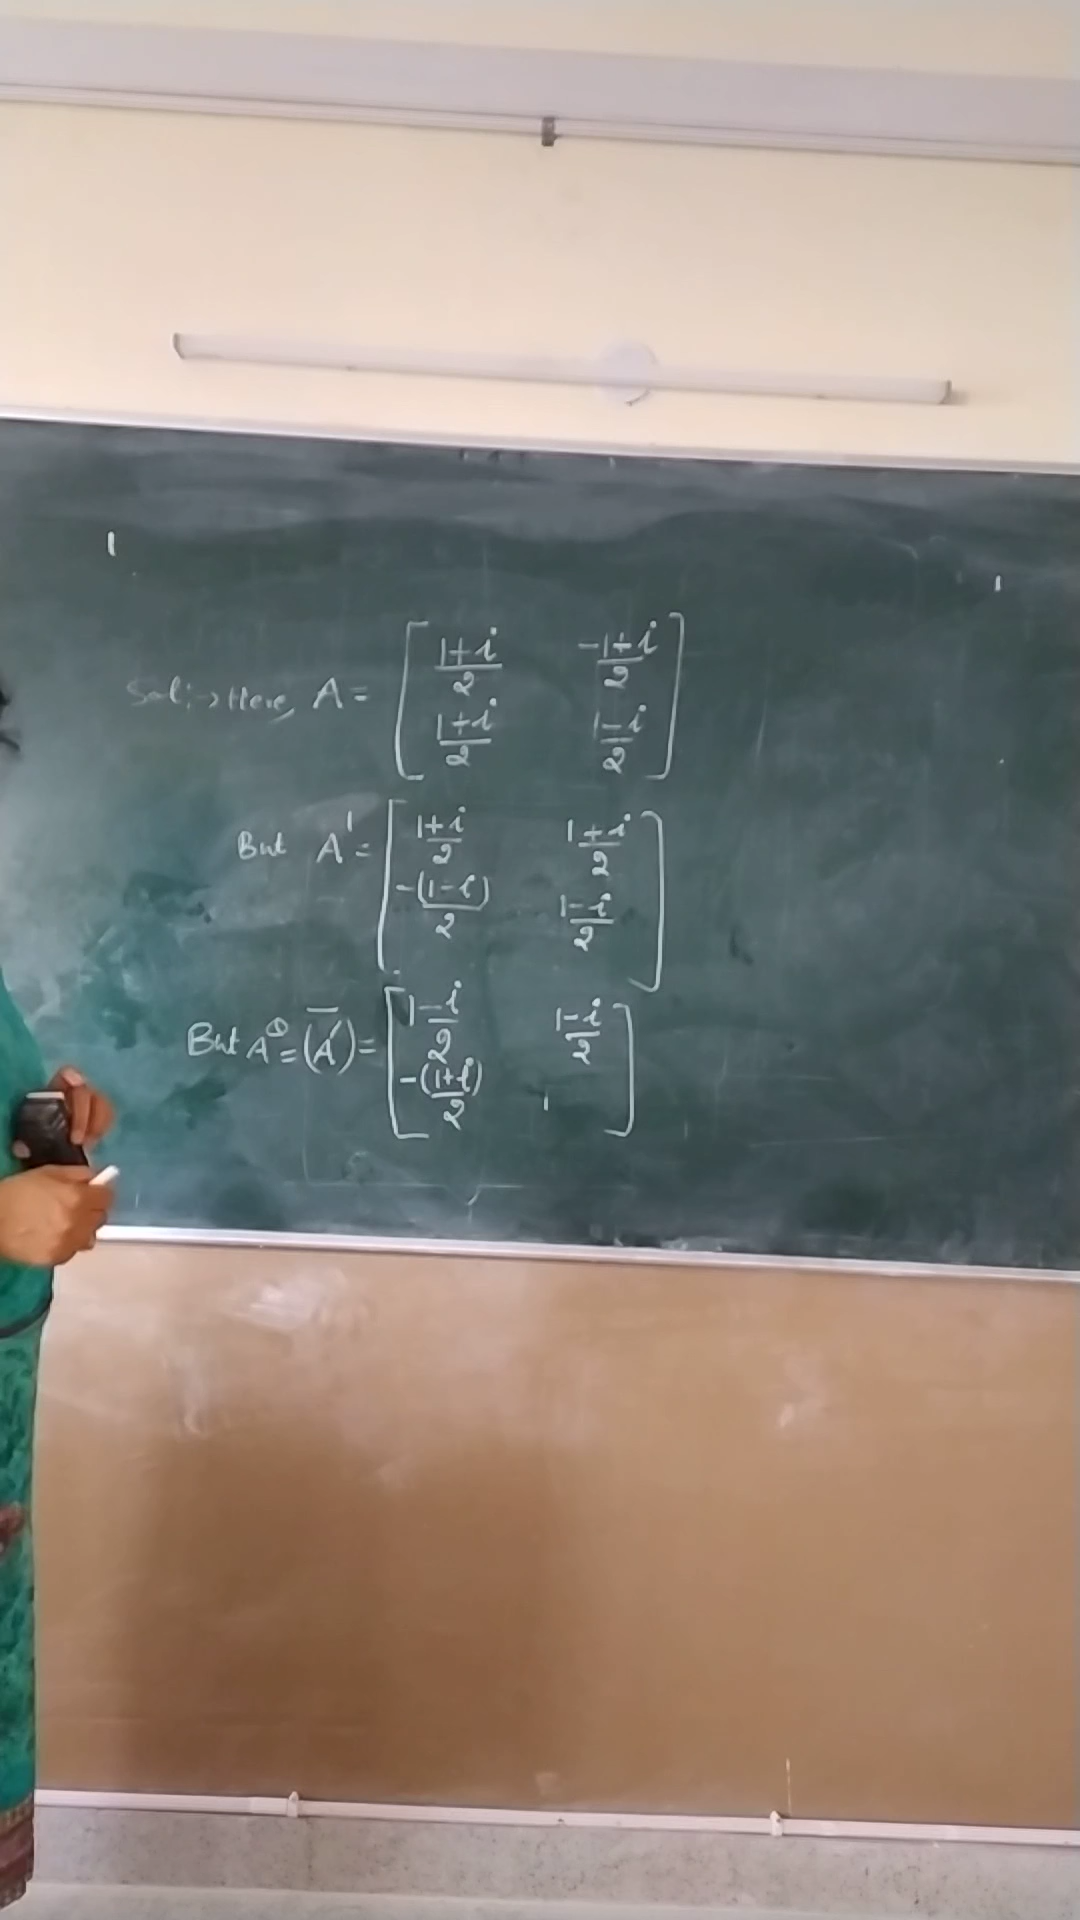 Sol:→ Here, A = [ (1+i)/2  (-1+i)/2
(1+i)/2  (1-i)/2 ]
But A' = [ (1+i)/2  (1+i)/2
-(1-i)/2  (1-i)/2 ]
But A^θ = (A̅') = [ (1-i)/2  (1-i)/2
-(1+i)/2  1 ]